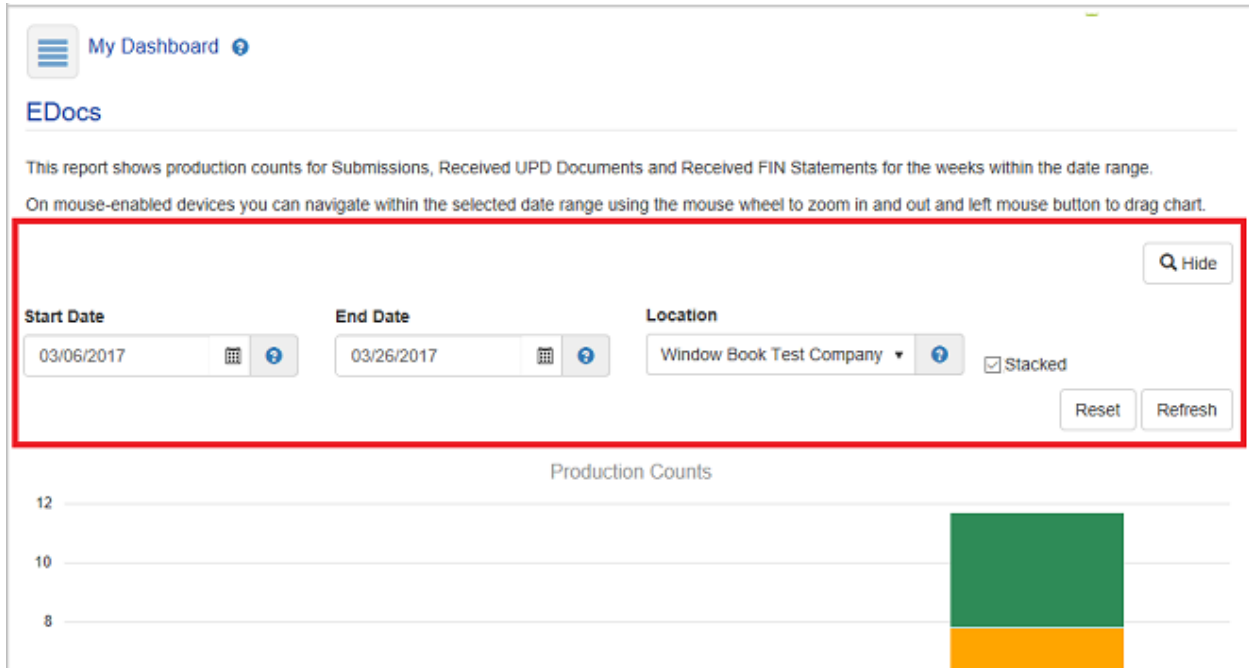 My Dashboard
EDocs
This report shows production counts for Submissions, Received UPD Documents and Received FIN Statements for the weeks within the date range.
On mouse-enabled devices you can navigate within the selected date range using the mouse wheel to zoom in and out and left mouse button to drag chart.
Hide
Start Date End Date Location
03/06/2017 03/26/2017 Window Book Test Company Stacked
Reset Refresh
Production Counts
12
10
8